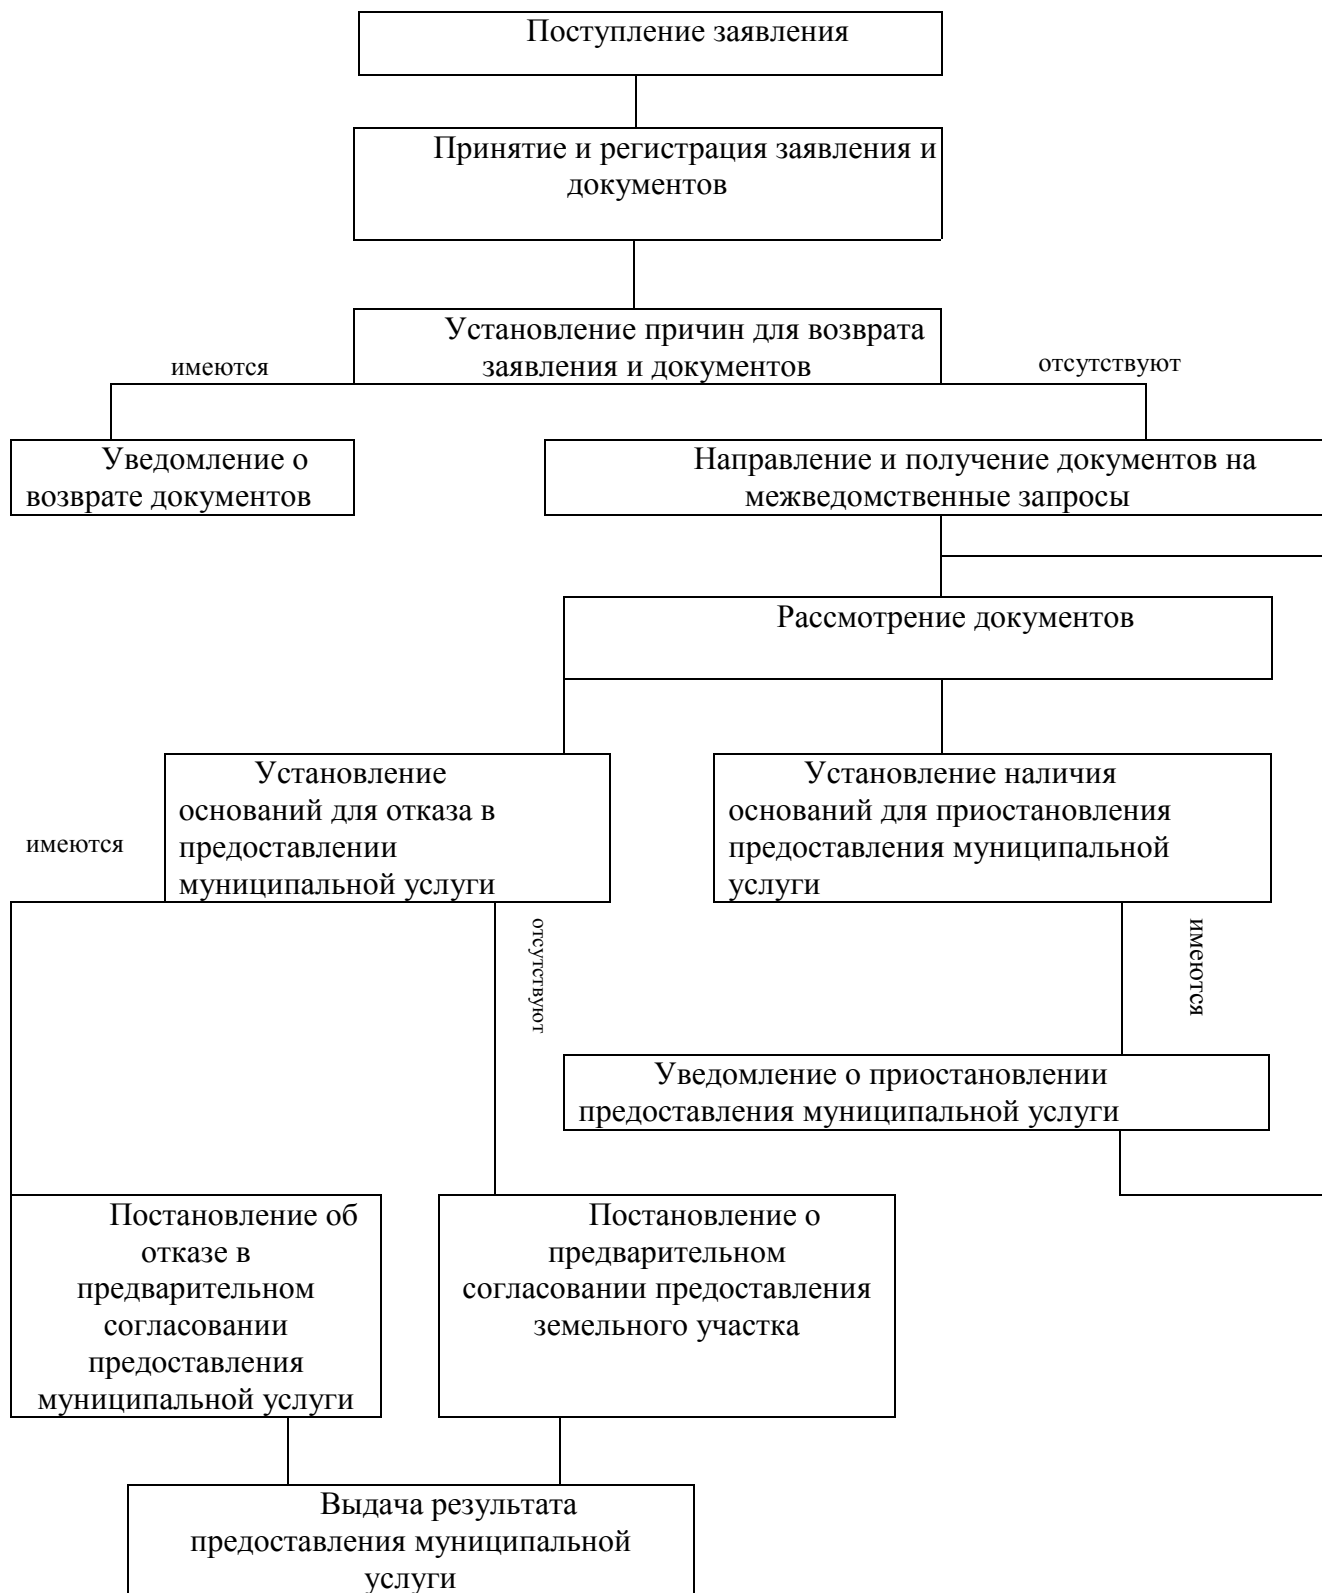 Поступление заявления
Принятие и регистрация заявления и
документов
Установление причин для возврата
заявления и документов
имеются
отсутствуют
Уведомление о
возврате документов
Направление и получение документов на
межведомственные запросы
Рассмотрение документов
Установление
оснований для отказа в
предоставлении
муниципальной услуги
Установление наличия
оснований для приостановления
предоставления муниципальной
услуги
имеются
отсутствуют
имеются
Уведомление о приостановлении
предоставления муниципальной услуги
Постановление об
отказе в
предварительном
согласовании
предоставления
муниципальной услуги
Постановление о
предварительном
согласовании предоставления
земельного участка
Выдача результата
предоставления муниципальной
услуги